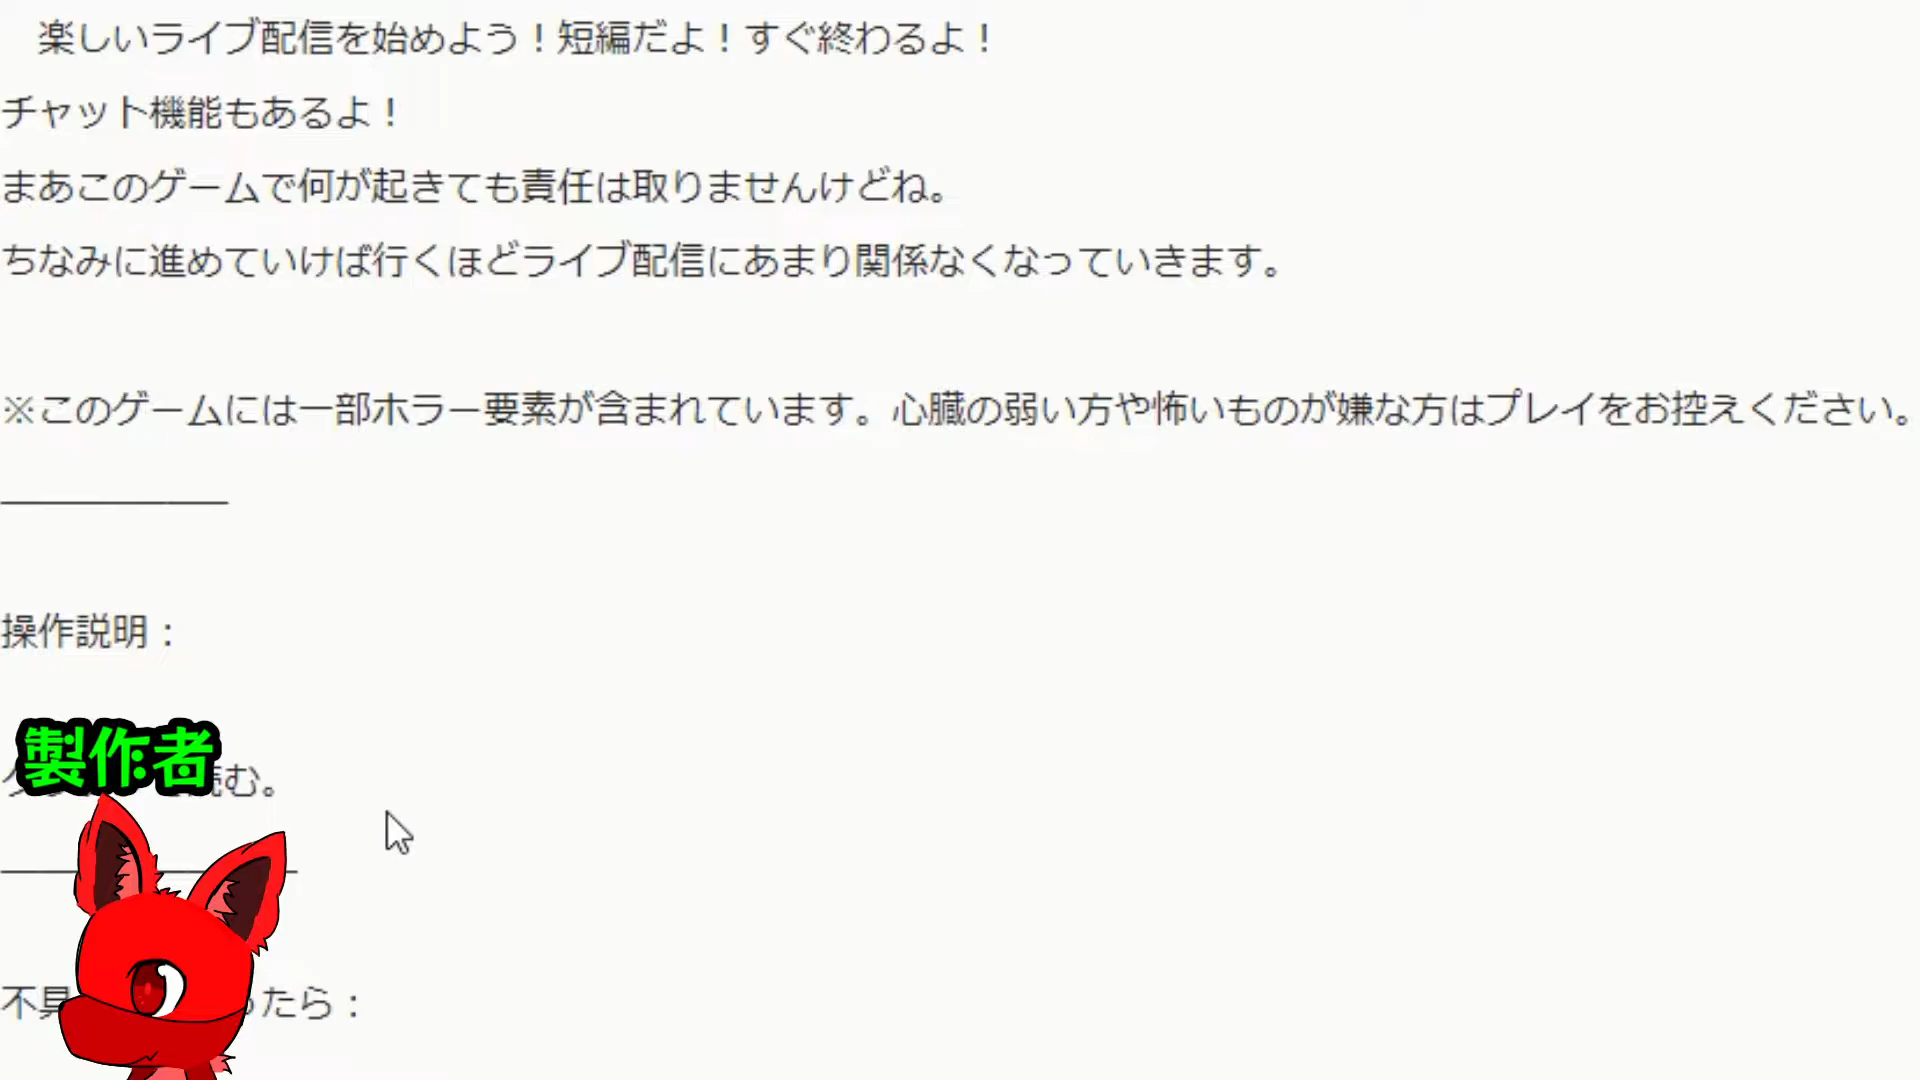 楽しいライブ配信を始めよう！短編だよ！すぐ終わるよ！
チャット機能もあるよ！
まあこのゲームで何が起きても責任は取りませんけどね。
ちなみに進めていけば行くほどライブ配信にあまり関係なくなっていきます。
※このゲームには一部ホラー要素が含まれています。心臓の弱い方や怖いものが嫌な方はプレイをお控えください。
操作説明：
製作者
読む。
不具
ったら：